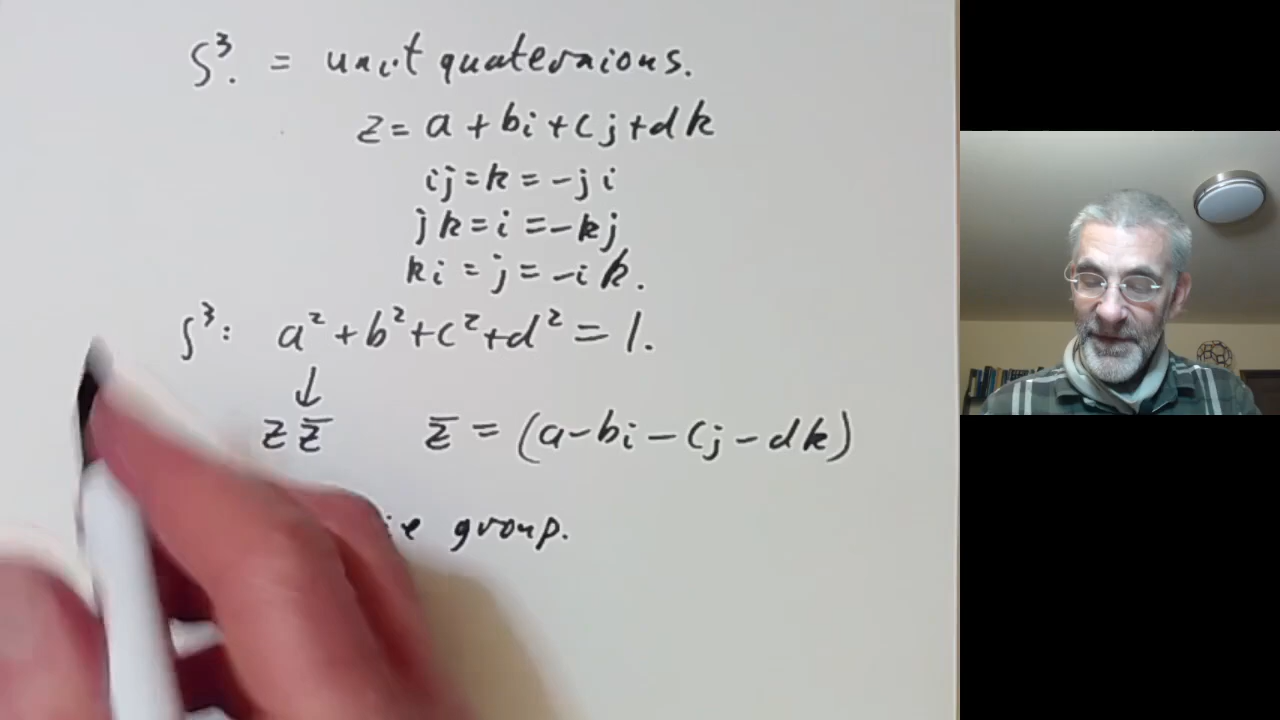 S³. = unit quaternions.
z = a + bi + cj + dk
ij = k = -ji
jk = i = -kj
ki = j = -ik.
S³: a² + b² + c² + d² = 1.
↓
z z̄ z̄ = (a - bi - cj - dk)
group.